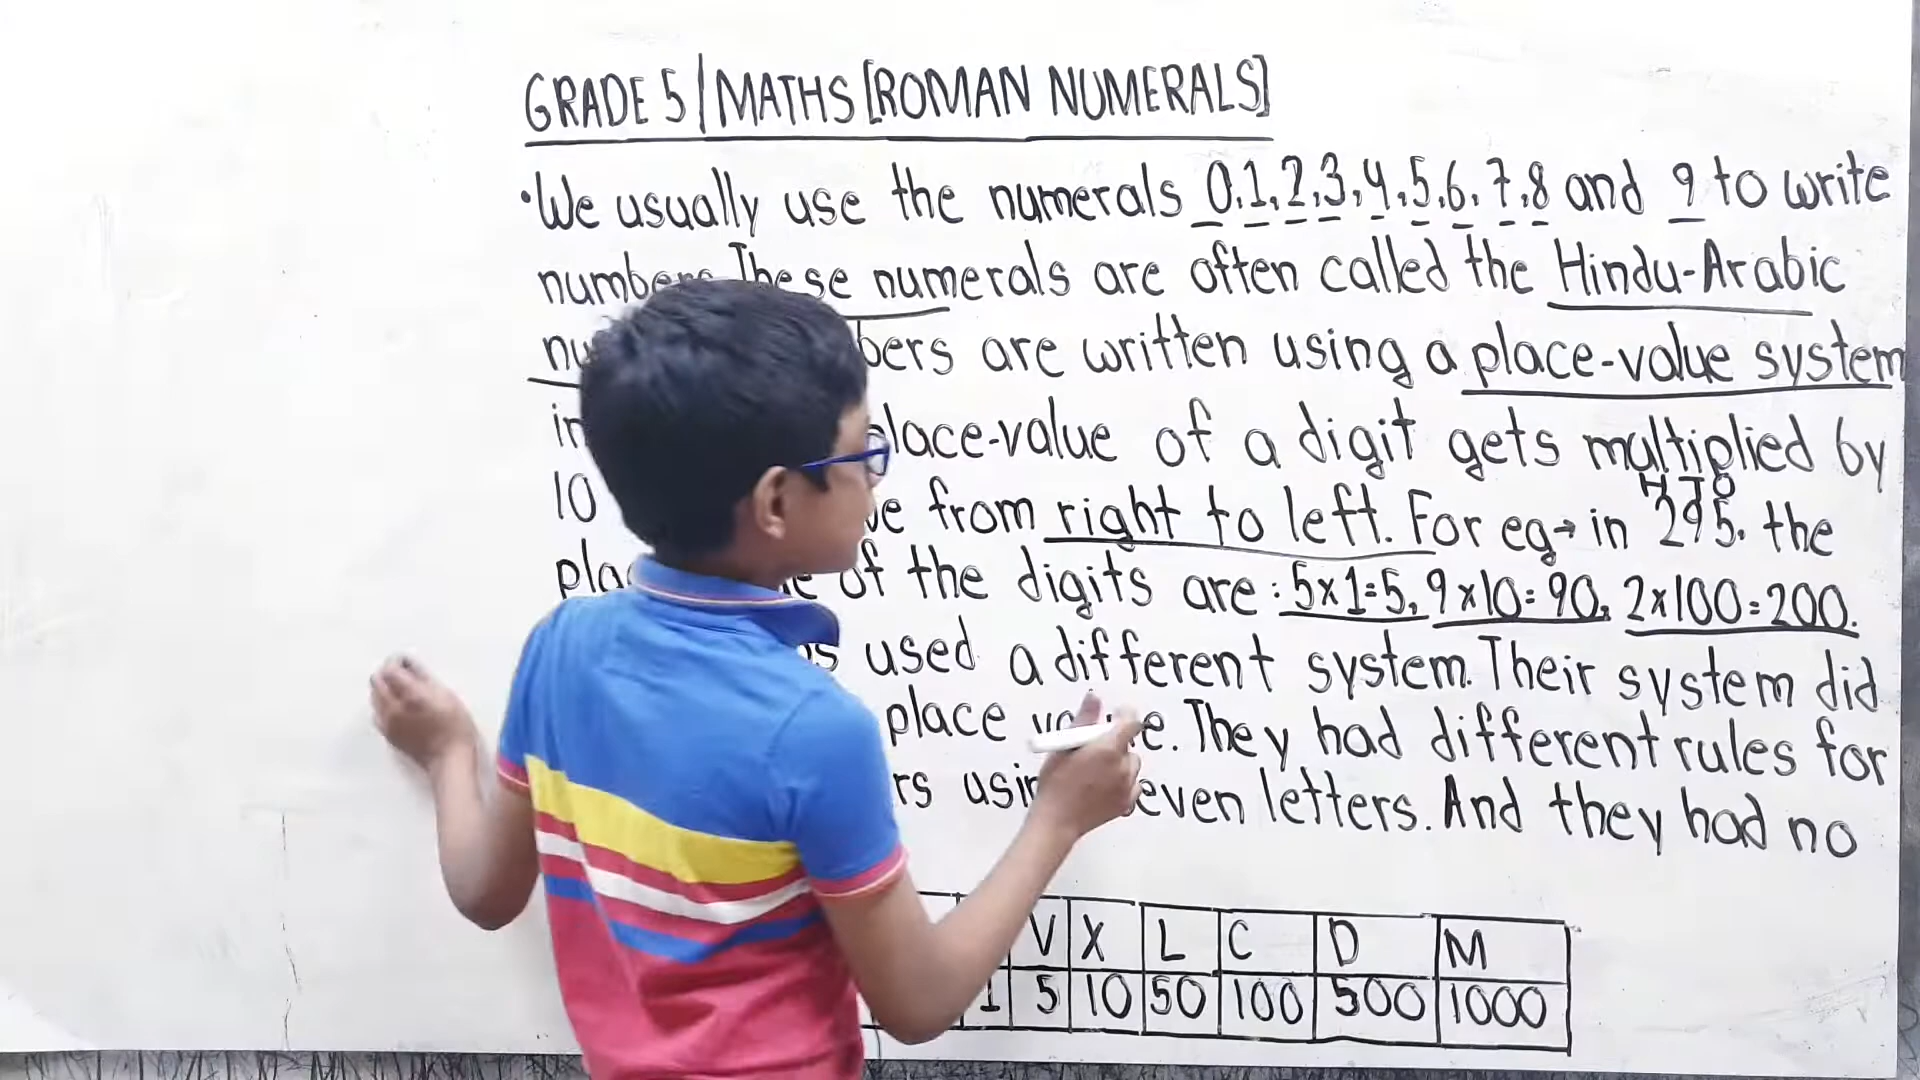 GRADE 5 | MATHS [ROMAN NUMERALS]
•We usually use the numerals 0,1,2,3,4,5,6,7,8 and 9 to write
These numerals are often called the Hindu-Arabic
are written using a place-value system
place-value of a digit gets multiplied by
H T O
10 from right to left. For eg→ in 295, the
of the digits are : 5x1=5, 9x10=90, 2x100=200.
used a different system. Their system did
place value. They had different rules for
using seven letters. And they had no
V X L C D M
1 5 10 50 100 500 1000